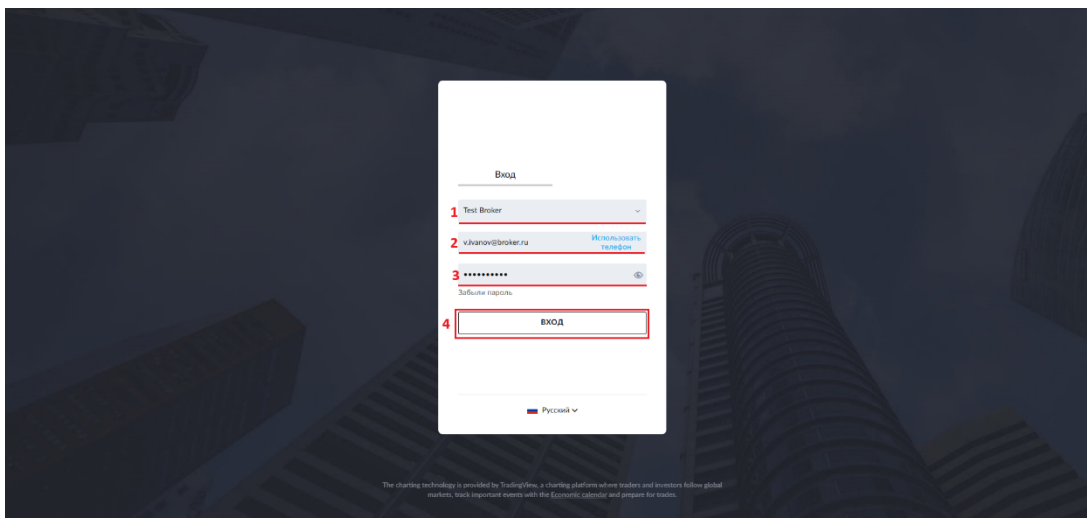 Вход
1 Test Broker
2 v.ivanov@broker.ru Использовать
телефон
3 ••••••••••
Забыли пароль
4 ВХОД
Русский
The charting technology is provided by TradingView, a charting platform where traders and investors follow global
markets, track important events with the Economic calendar and prepare for trades.